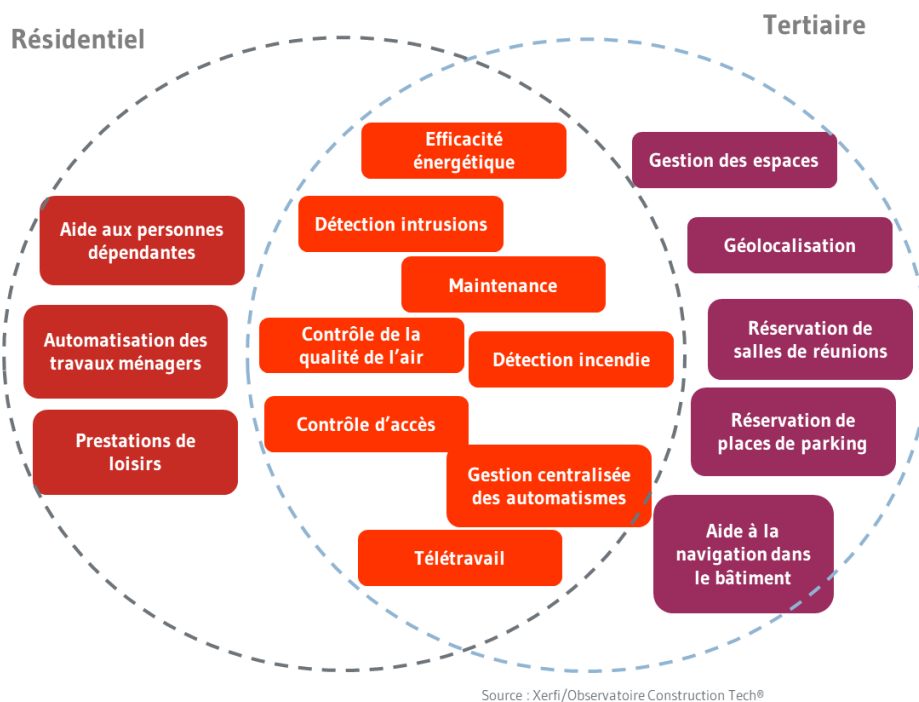 Résidentiel
Tertiaire
Efficacité
énergétique
Gestion des espaces
Aide aux personnes
dépendantes
Détection intrusions
Géolocalisation
Maintenance
Automatisation des
travaux ménagers
Contrôle de la
qualité de l’air
Détection incendie
Réservation de
salles de réunions
Prestations de
loisirs
Contrôle d’accès
Réservation de
places de parking
Gestion centralisée
des automatismes
Télétravail
Aide à la
navigation dans
le bâtiment
Source : Xerfi/Observatoire Construction Tech®